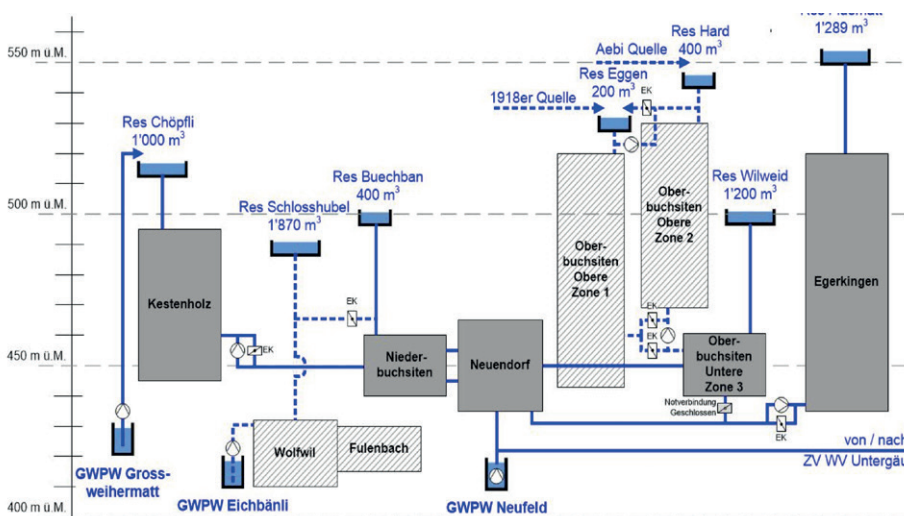 550 m ü.M.
500 m ü.M.
450 m ü.M.
400 m ü.M.
Res Chöpfli
1'000 m³
Kestenholz
EK
GWPW Gross-
weihermatt
Res Schlosshubel
1'870 m³
EK
Res Buechban
400 m³
EK
Wolfwil
Fulenbach
GWPW Eichbänli
Nieder-
buchsiten
Neuendorf
GWPW Neufeld
Aebi Quelle
1918er Quelle
Res Eggen
200 m³
EK
Res Hard
400 m³
Ober-
buchsiten
Obere
Zone 1
Ober-
buchsiten
Obere
Zone 2
EK
EK
Res Wilweid
1'200 m³
Ober-
buchsiten
Untere
Zone 3
Notverbindung
Geschlossen
EK
1'289 m³
Egerkingen
von / nach
ZV WV Untergäu